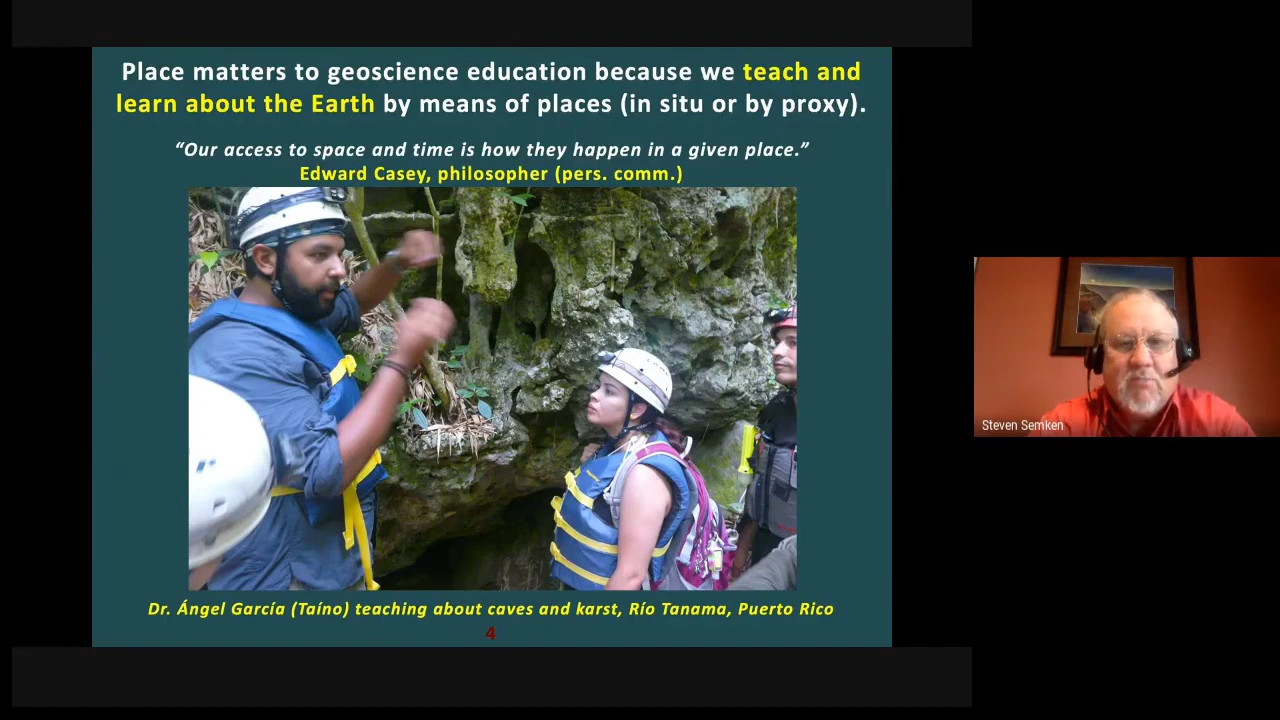 Place matters to geoscience education because we teach and
learn about the Earth by means of places (in situ or by proxy).
“Our access to space and time is how they happen in a given place.”
Edward Casey, philosopher (pers. comm.)
Dr. Ángel García (Taíno) teaching about caves and karst, Río Tanama, Puerto Rico
4
Steven Semken